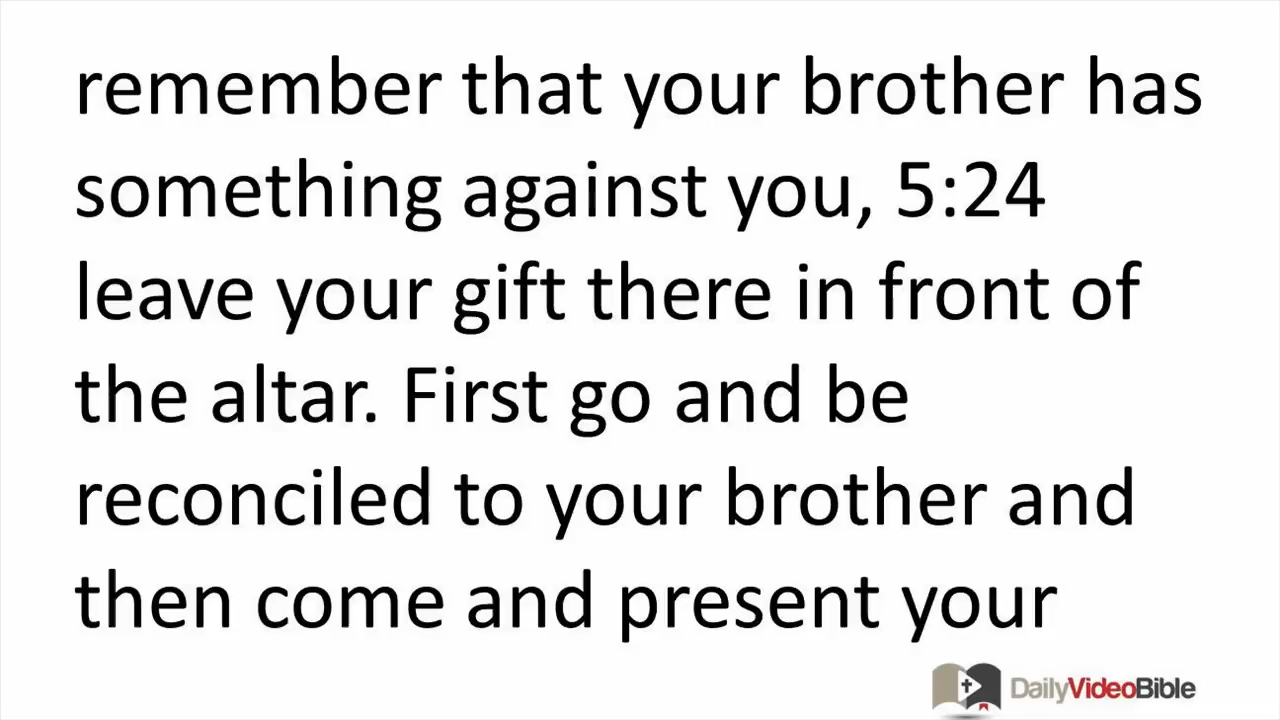 remember that your brother has
something against you, 5:24
leave your gift there in front of
the altar. First go and be
reconciled to your brother and
then come and present your
DailyVideoBible